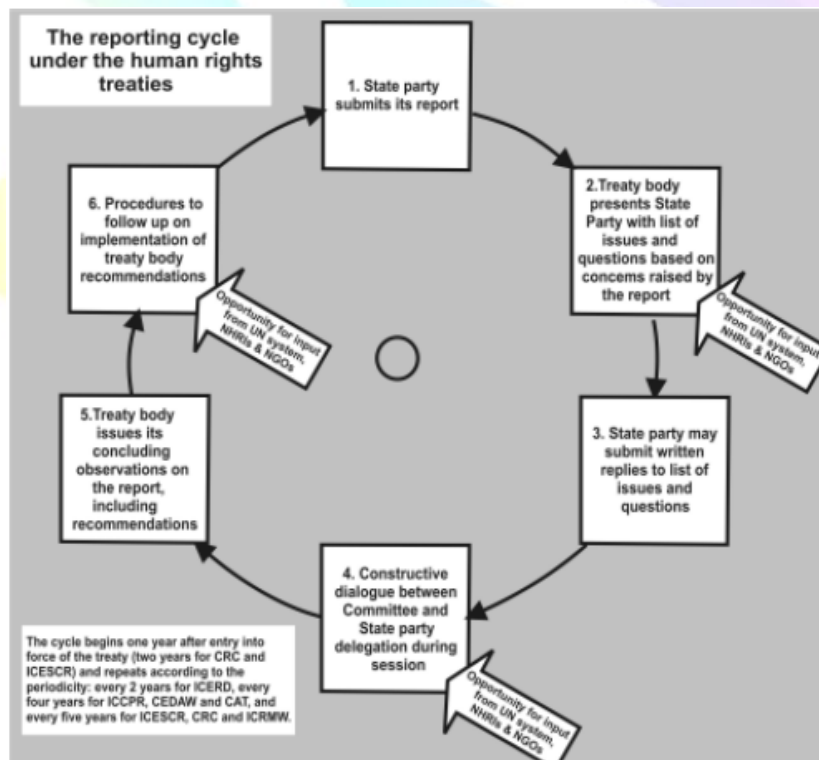 The reporting cycle
under the human rights
treaties
1. State party
submits its report
2.Treaty body
presents State
Party with list of
issues and
questions based on
concerns raised by
the report
Opportunity for input
from UN system,
NHRIs & NGOs
3. State party may
submit written
replies to list of
issues and
questions
4. Constructive
dialogue between
Committee and
State party
delegation during
session
Opportunity for input
from UN system,
NHRIs & NGOs
5.Treaty body
issues its
concluding
observations on
the report,
including
recommendations
6. Procedures to
follow up on
implementation of
treaty body
recommendations
Opportunity for input
from UN system,
NHRIs & NGOs
The cycle begins one year after entry into
force of the treaty (two years for CRC and
ICESCR) and repeats according to the
periodicity: every 2 years for ICERD, every
four years for ICCPR, CEDAW and CAT, and
every five years for ICESCR, CRC and ICRMW.